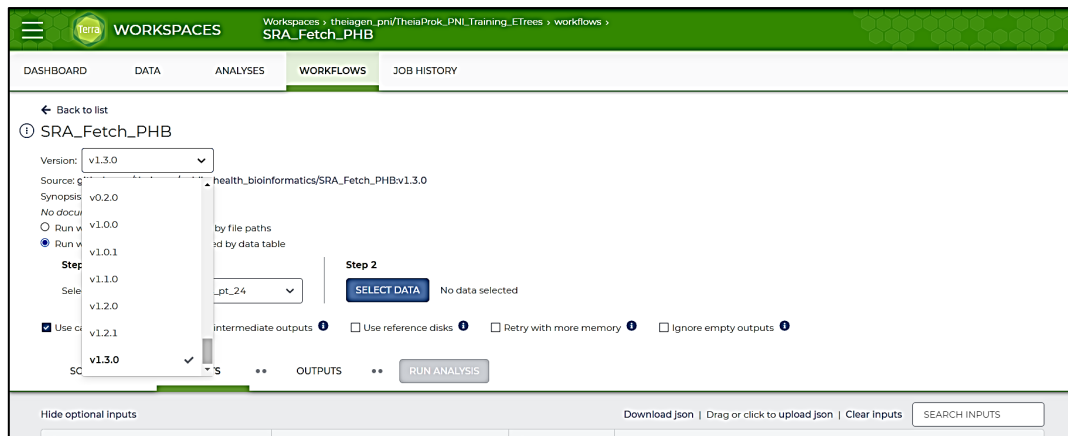 Terra WORKSPACES
Workspaces › theiagen_pni/TheiaProk_PNI_Training_ETrees › workflows ›
SRA_Fetch_PHB
DASHBOARD DATA ANALYSES WORKFLOWS JOB HISTORY
Back to list
SRA_Fetch_PHB
Version: v1.3.0
Source: g health_bioinformatics/SRA_Fetch_PHB:v1.3.0
Synopsis
No docu
Run w by file paths
Run w ed by data table
Step Step 2
Sele _pt_24 SELECT DATA No data selected
Use ca intermediate outputs Use reference disks Retry with more memory Ignore empty outputs
v0.2.0
v1.0.0
v1.0.1
v1.1.0
v1.2.0
v1.2.1
v1.3.0
SC TS OUTPUTS RUN ANALYSIS
Hide optional inputs Download json | Drag or click to upload json | Clear inputs SEARCH INPUTS